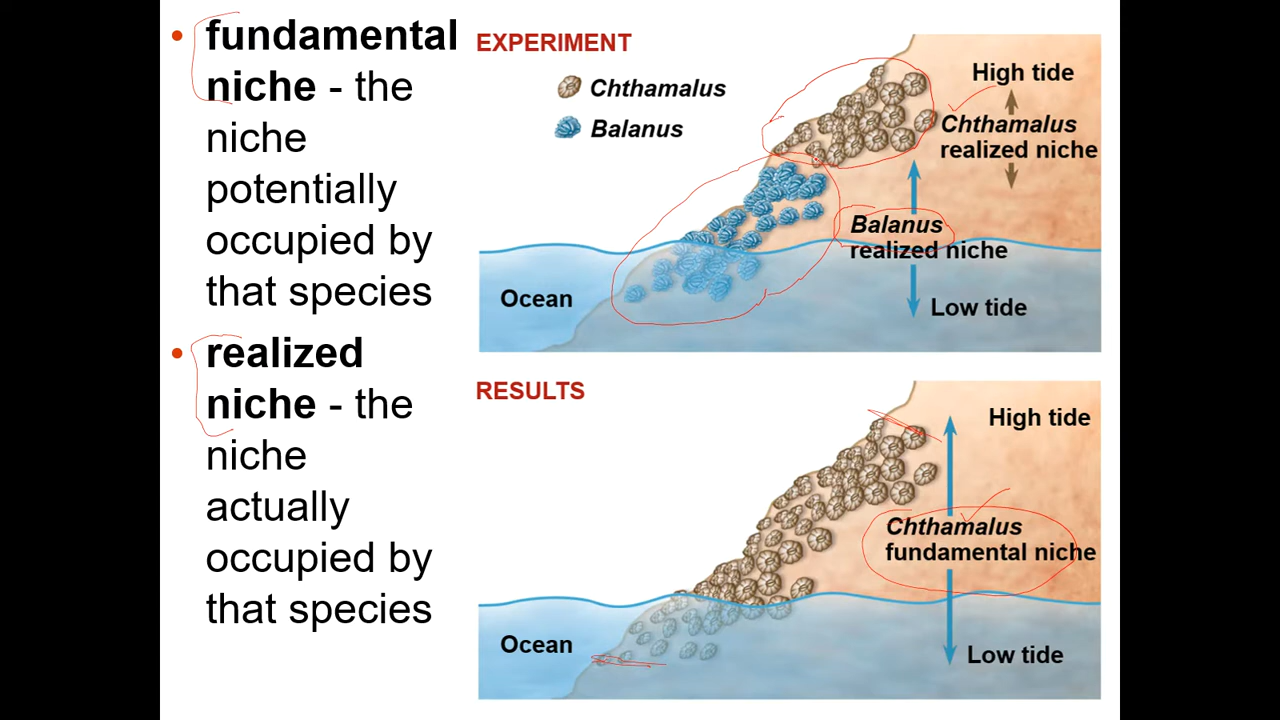 • fundamental
niche - the
niche
potentially
occupied by
that species
• realized
niche - the
niche
actually
occupied by
that species
EXPERIMENT
Chthamalus
Balanus
High tide
Chthamalus
realized niche
Balanus
realized niche
Ocean
Low tide
RESULTS
High tide
Chthamalus
fundamental niche
Ocean
Low tide